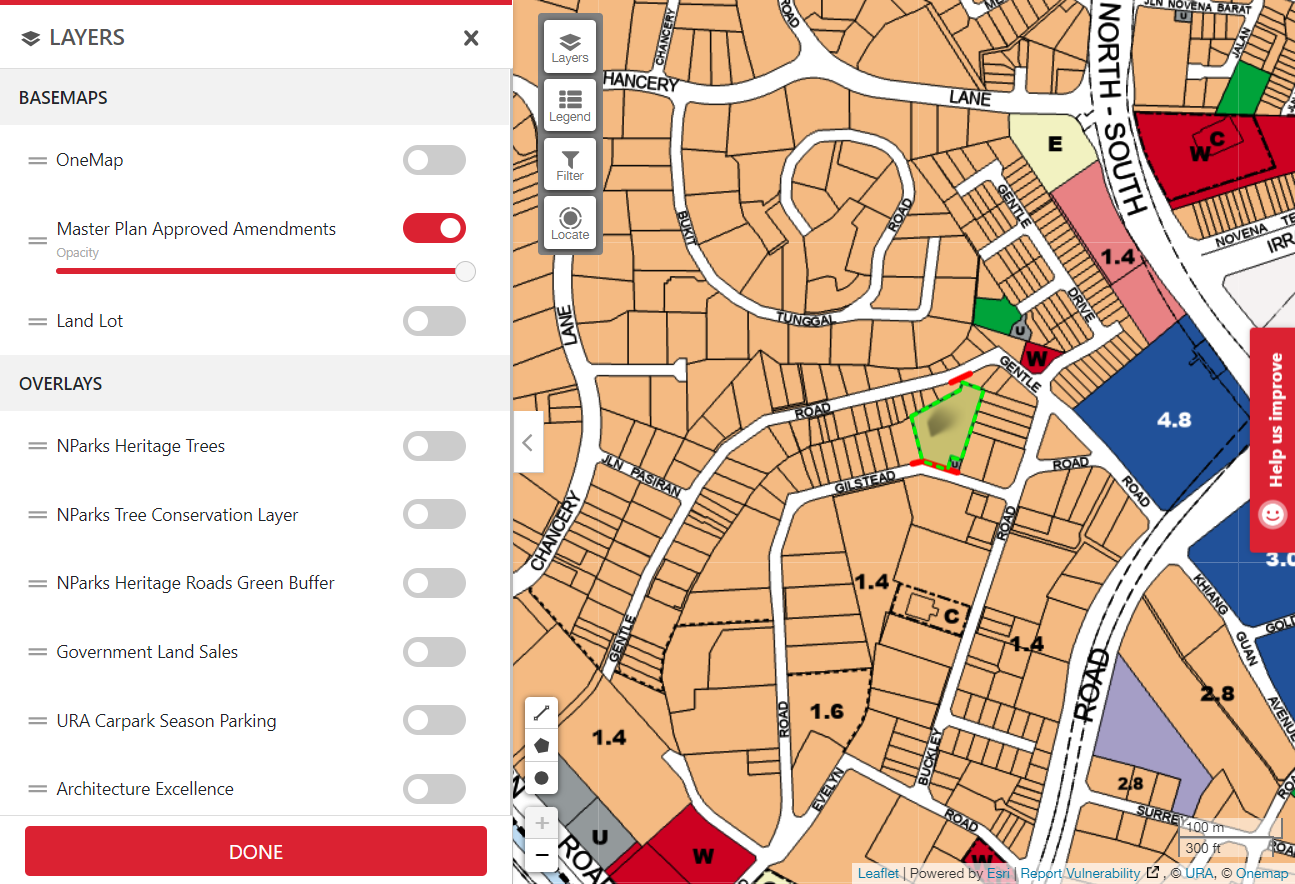 LAYERS
BASEMAPS
OneMap
Master Plan Approved Amendments
Opacity
Land Lot
OVERLAYS
NParks Heritage Trees
NParks Tree Conservation Layer
NParks Heritage Roads Green Buffer
Government Land Sales
URA Carpark Season Parking
Architecture Excellence
DONE
Layers
Legend
Filter
Locate
CHANCERY
ROAD
JLN NOVENA BARAT
JALAN
HANCERY
LANE
NORTH - SOUTH
E
C
W
GENTLE
DRIVE
NOVENA TE
IRR
1.4
BUKIT
ROAD
TUNGGAL
LANE
U
W
GENTLE
ROAD
4.8
Help us improve
U
GILSTEAD
ROAD
ROAD
JLN PASIRAN
CHANCERY
ROAD
3.0
1.4
C
1.4
KHIANG
GUAN
AVENUE
GOLD
GENTLE
ROAD
2.8
1.6
ROAD
1.4
BUCKLEY
EVELYN
ROAD
2.8
SURREY
ROA
U
W
ROAD
W
N
+
−
100 m
300 ft
ROA
Leaflet | Powered by Esri | Report Vulnerability , © URA, © Onemap